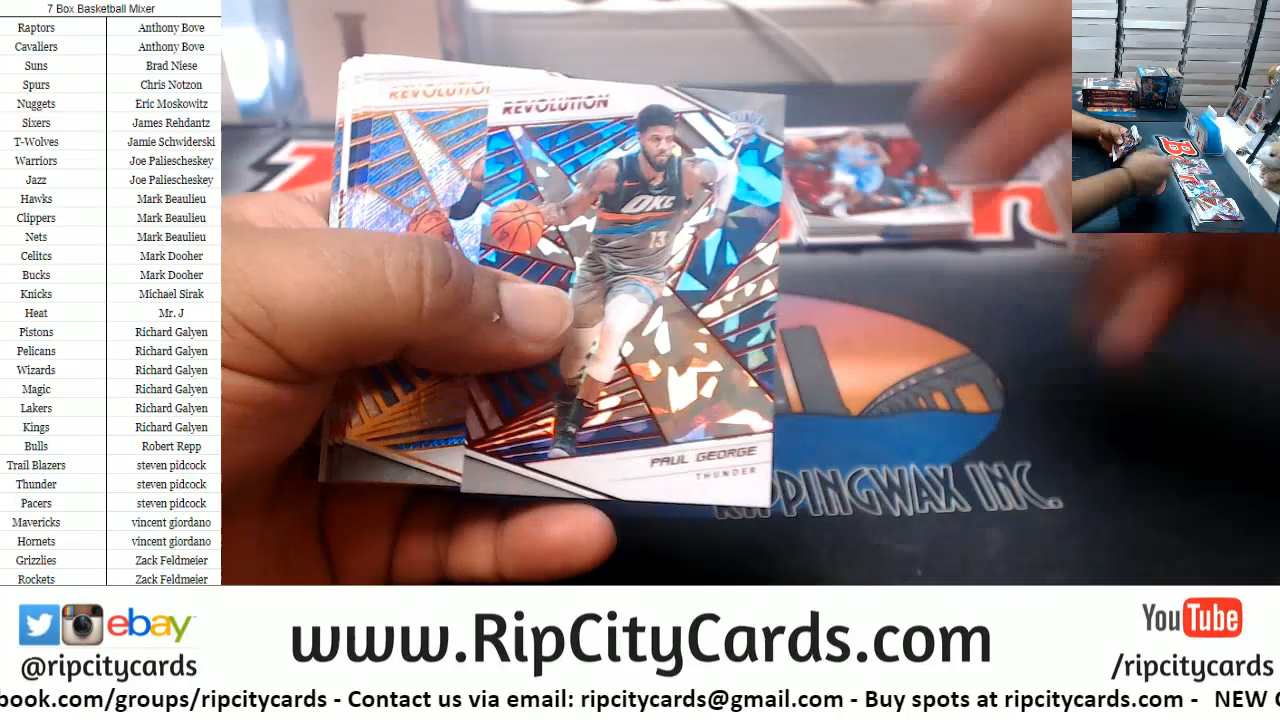 7 Box Basketball Mixer
Raptors Anthony Bove
Cavaliers Anthony Bove
Suns Brad Niese
Spurs Chris Notzon
Nuggets Eric Moskowitz
Sixers James Rehdantz
T-Wolves Jamie Schwiderski
Warriors Joe Paliescheskey
Jazz Joe Paliescheskey
Hawks Mark Beaulieu
Clippers Mark Beaulieu
Nets Mark Beaulieu
Celitcs Mark Dooher
Bucks Mark Dooher
Knicks Michael Sirak
Heat Mr. J
Pistons Richard Galyen
Pelicans Richard Galyen
Wizards Richard Galyen
Magic Richard Galyen
Lakers Richard Galyen
Kings Richard Galyen
Bulls Robert Repp
Trail Blazers steven pidcock
Thunder steven pidcock
Pacers steven pidcock
Mavericks vincent giordano
Hornets vincent giordano
Grizzlies Zack Feldmeier
Rockets Zack Feldmeier
REVOLUTION
REVOLUTION
OKC
13
PAUL GEORGE
THUNDER
RIPPINGWAX INC.
ebay
@ripcitycards
www.RipCityCards.com
YouTube
/ripcitycards
book.com/groups/ripcitycards - Contact us via email: ripcitycards@gmail.com - Buy spots at ripcitycards.com - NEW